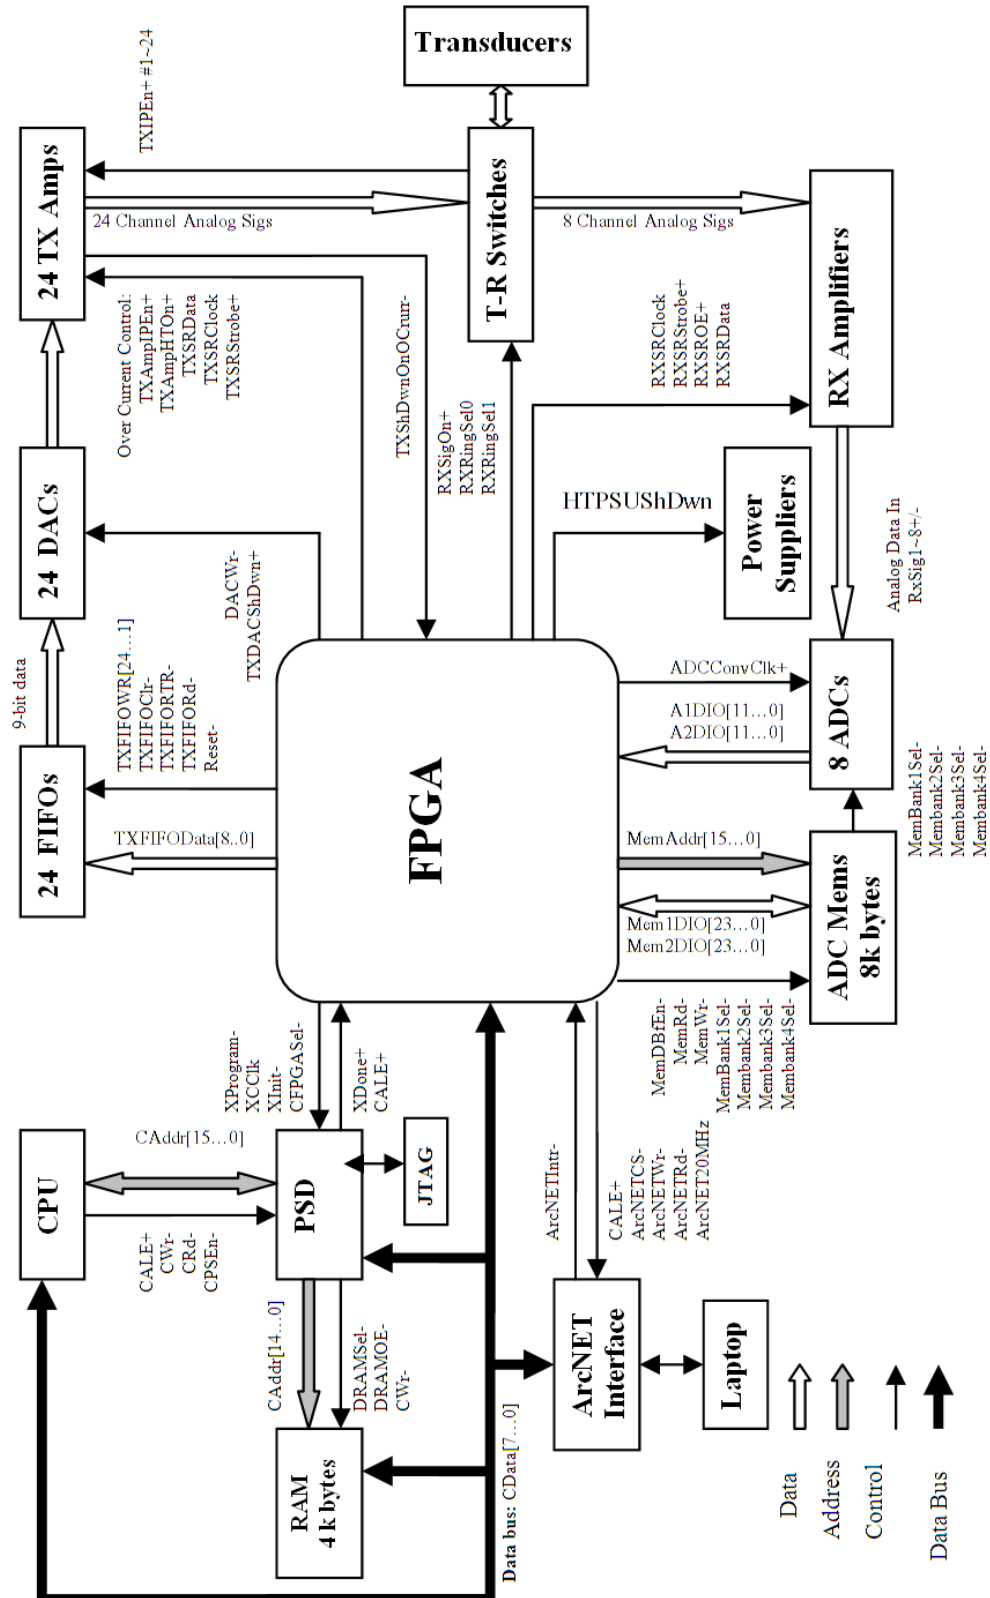 CPU
CAddr[15…0]
CALE+
CWr-
CRd-
CPSEn-
PSD
JTAG
XProgram-
XCClk
XInit-
CFPGASel-
XDone+
CALE+
CAddr[14…0]
DRAMSel-
DRAMOE-
CWr-
RAM
4k bytes
Data bus: CData[7…0]
24 FIFOs
9-bit data
24 DACs
24 TX Amps
TXFIFOData[8..0]
TXFIFOWR[24…1]
TXFIFOClr-
TXFIFORTR-
TXFIFORd-
Reset-
DACWr-
TXDACShDwn+
Over Current Control:
TXAmpIPEn+
TXAmpHTOn+
TXSRData
TXSRClock
TXSRStrobe+
TXIPEn+ #1~24
24 Channel Analog Sigs
TXShDwnOnOCrurr-
FPGA
Transducers
T-R Switches
RXSigOn+
RXRingSel0
RXRingSel1
8 Channel Analog Sigs
RXSRClock
RXSRStrobe+
RXSROE+
RXSRData
RX Amplifiers
HTPSUShDwn
Power
Suppliers
Analog Data In
RxSig1~8+/-
ADCConvClk+
A1DIO[11…0]
A2DIO[11…0]
8 ADCs
MemBank1Sel-
Membank2Sel-
Membank3Sel-
Membank4Sel-
MemAddr[15…0]
Mem1DIO[23…0]
Mem2DIO[23…0]
ADC Mems
8k bytes
MemDBfEn-
MemRd-
MemWr-
MemBank1Sel-
Membank2Sel-
Membank3Sel-
Membank4Sel-
ArcNETIntr-
CALE+
ArcNETCS-
ArcNETWr-
ArcNETRd-
ArcNET20MHz
ArcNET
Interface
Laptop
Data
Address
Control
Data Bus